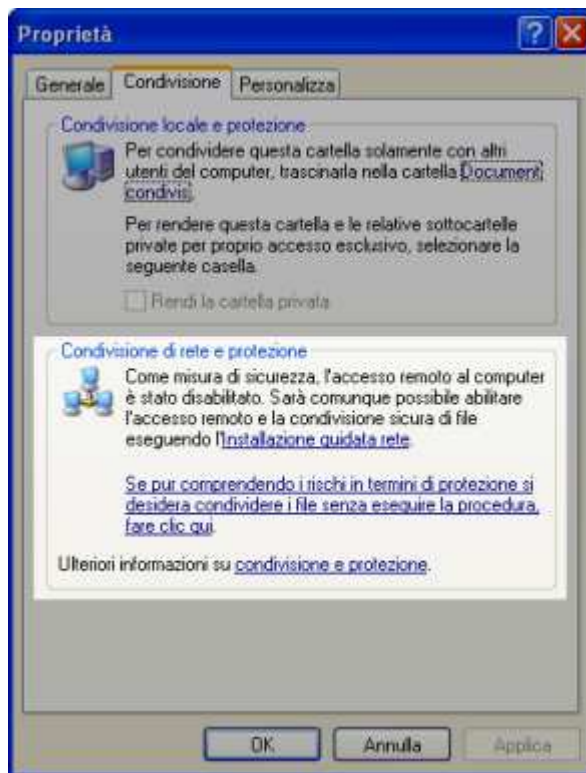 Proprietà
Generale Condivisione Personalizza
Condivisione locale e protezione
Per condividere questa cartella solamente con altri
utenti del computer, trascinarla nella cartella Document
condivis.
Per rendere questa cartella e le relative sottocartelle
private per proprio accesso esclusivo, selezionare la
seguente casella.
Rendi la cartella privata
Condivisione di rete e protezione
Come misura di sicurezza, l'accesso remoto al computer
è stato disabilitato. Sarà comunque possibile abilitare
l'accesso remoto e la condivisione sicura di file
eseguendo l'Installazione guidata rete.
Se pur comprendendo i rischi in termini di protezione si
desidera condividere i file senza eseguire la procedura,
fare clic qui.
Ulteriori informazioni su condivisione e protezione.
OK Annulla Applica